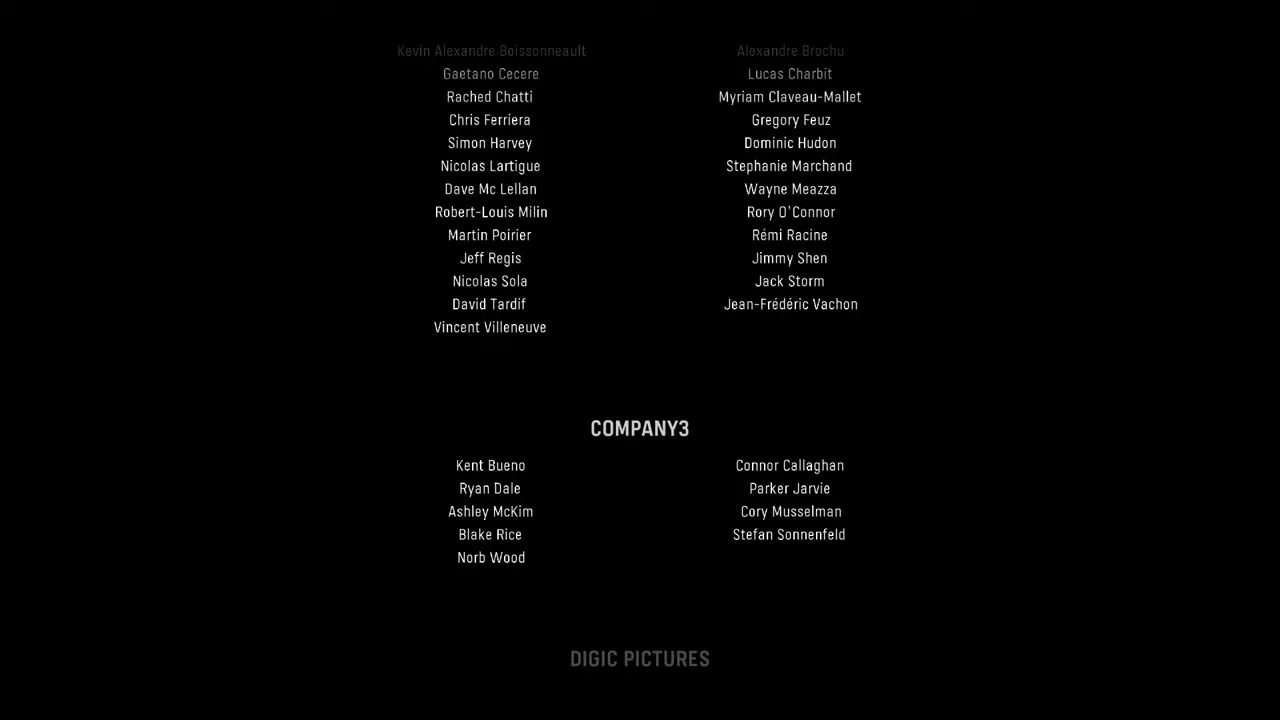 Kevin Alexandre Boissonneault Alexandre Brochu
Gaetano Cecere Lucas Charbit
Rached Chatti Myriam Claveau-Mallet
Chris Ferriera Gregory Feuz
Simon Harvey Dominic Hudon
Nicolas Lartigue Stephanie Marchand
Dave Mc Lellan Wayne Meazza
Robert-Louis Milin Rory O'Connor
Martin Poirier Rémi Racine
Jeff Regis Jimmy Shen
Nicolas Sola Jack Storm
David Tardif Jean-Frédéric Vachon
Vincent Villeneuve
COMPANY3
Kent Bueno Connor Callaghan
Ryan Dale Parker Jarvie
Ashley McKim Cory Musselman
Blake Rice Stefan Sonnenfeld
Norb Wood
DIGIC PICTURES